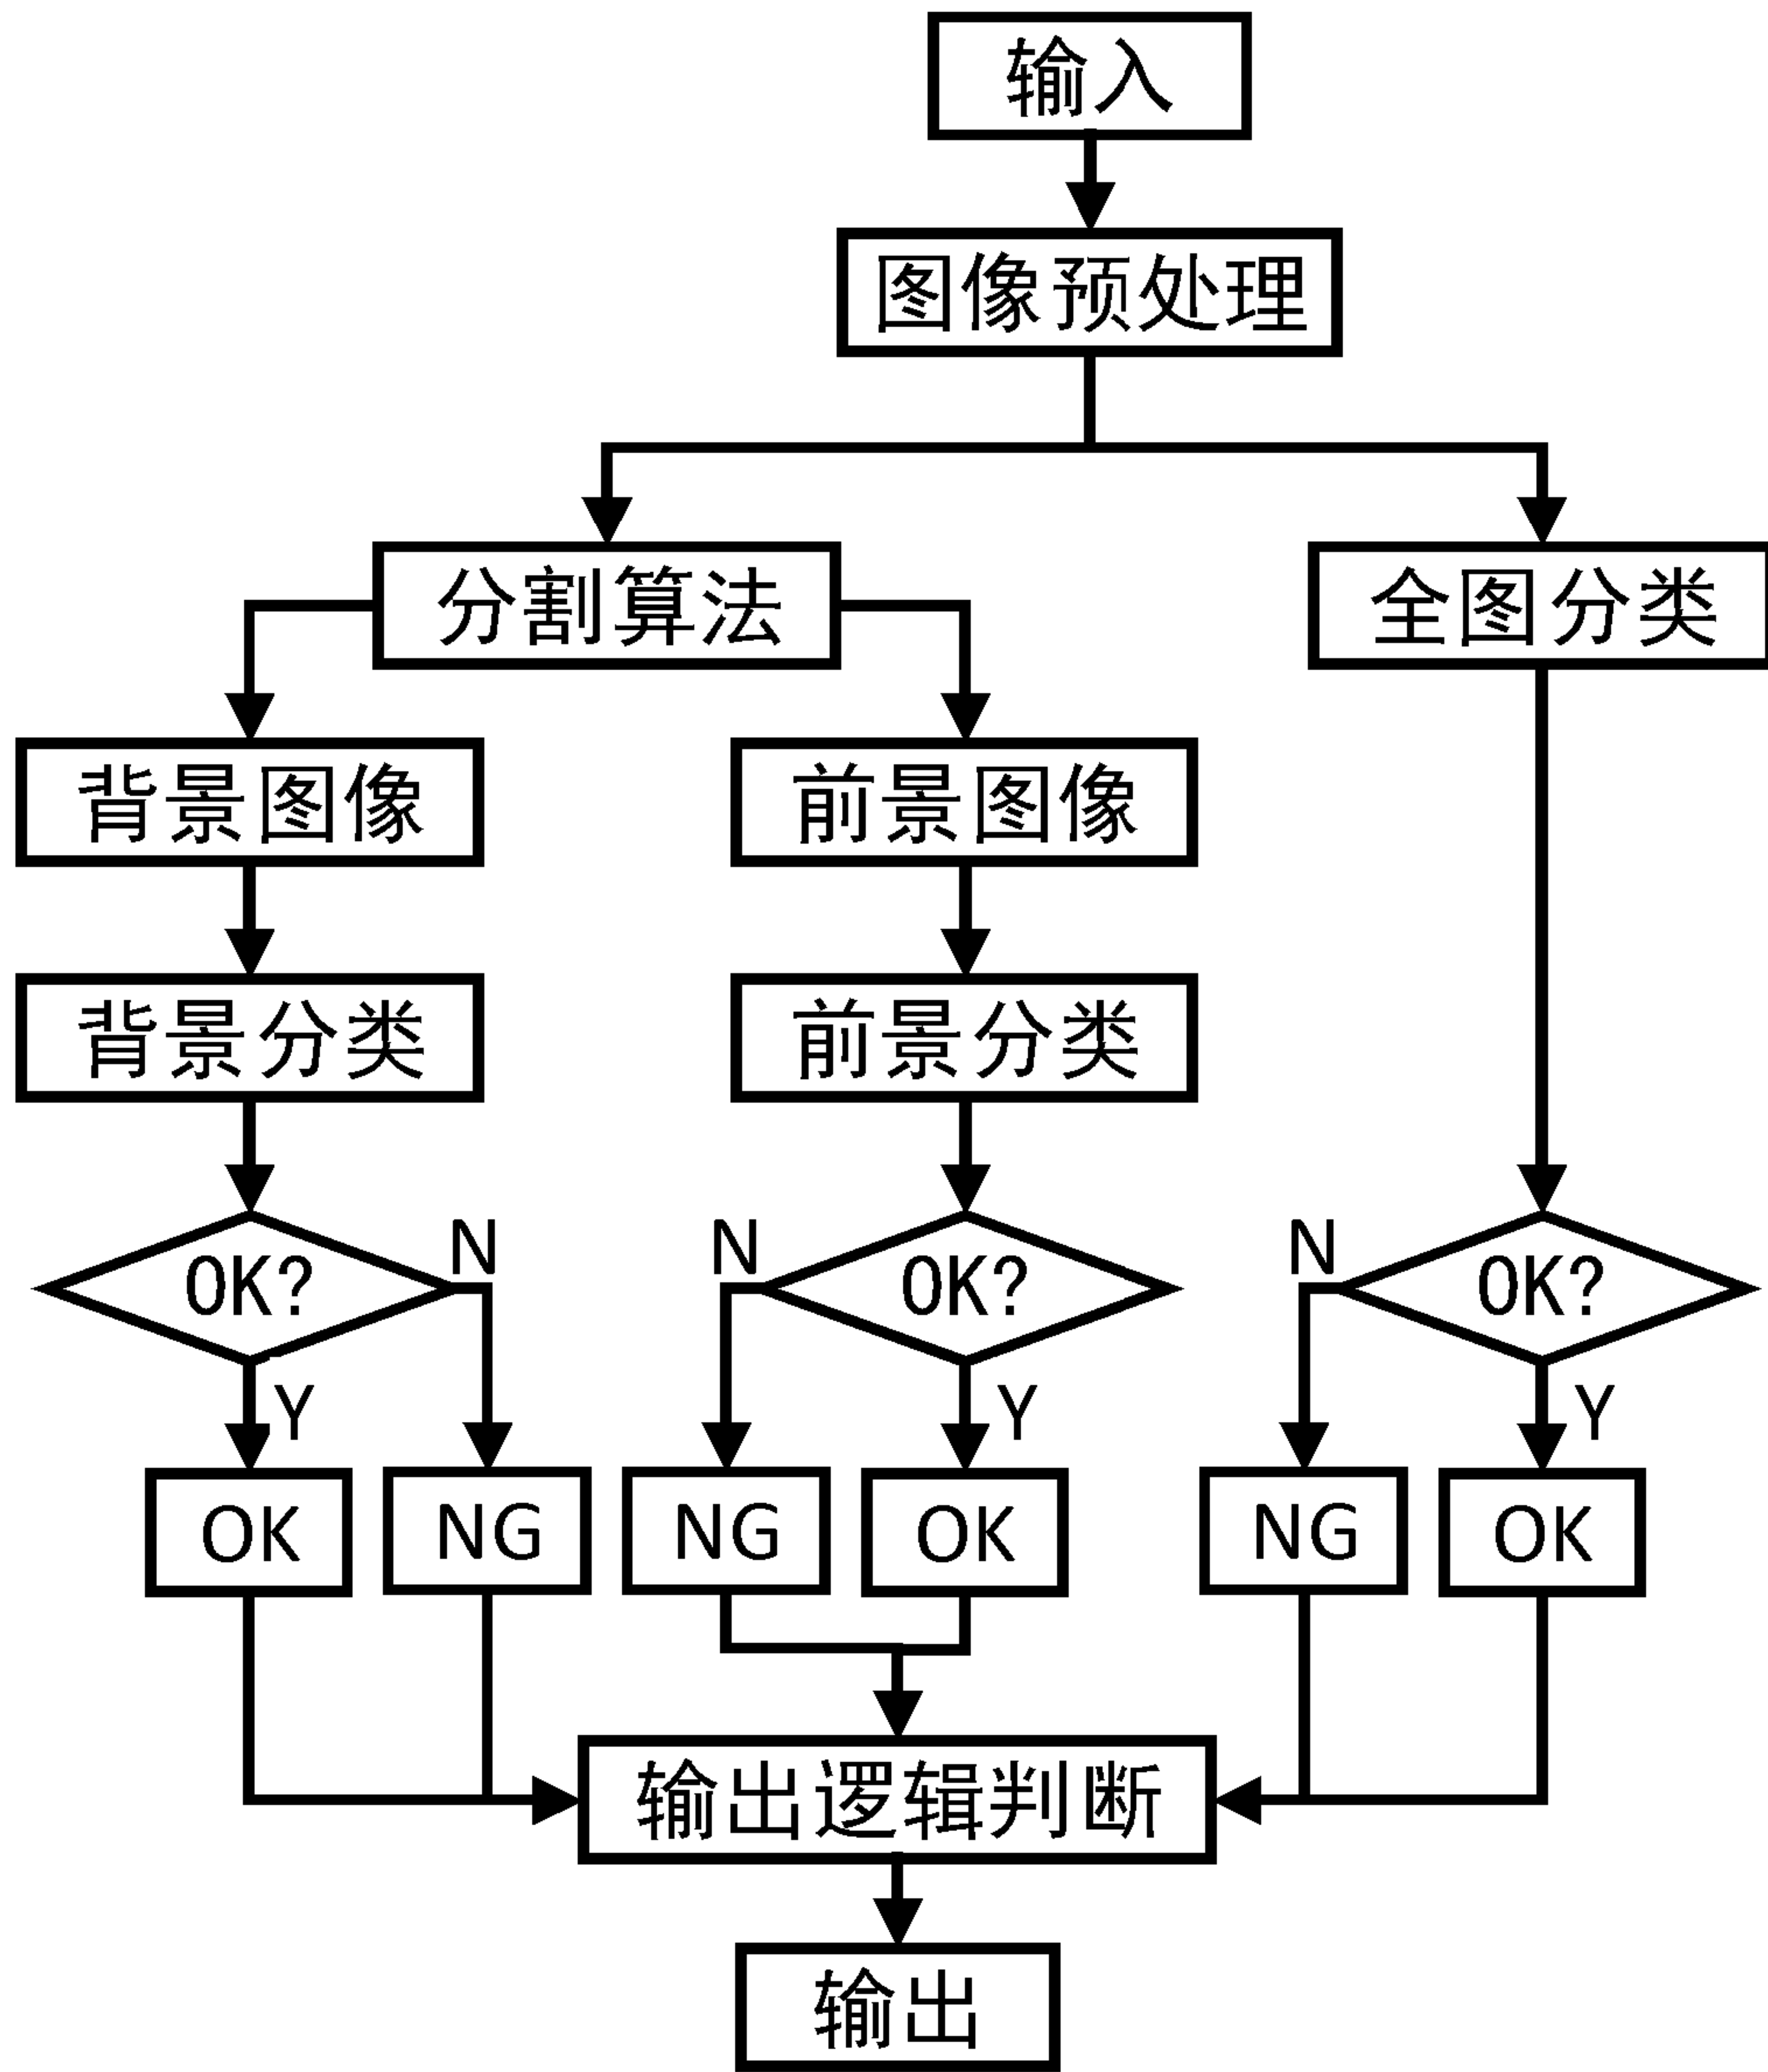 输入
图像预处理
分割算法
全图分类
背景图像
前景图像
背景分类
前景分类
OK?
N
N
OK?
N
OK?
Y
Y
Y
OK
NG
NG
OK
NG
OK
输出逻辑判断
输出